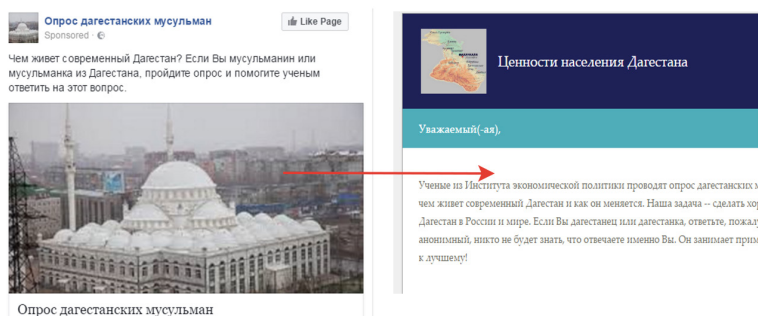 Опрос дагестанских мусульман
Sponsored ·
Like Page
Чем живет современный Дагестан? Если Вы мусульманин или
мусульманка из Дагестана, пройдите опрос и помогите ученым
ответить на этот вопрос.
Опрос дагестанских мусульман
Ценности населения Дагестана
Уважаемый(-ая),
Ученые из Института экономической политики проводят опрос дагестанских
чем живет современный Дагестан и как он меняется. Наша задача -- сделать
Дагестан в России и мире. Если Вы дагестанец или дагестанка, ответьте,
анонимный, никто не будет знать, что отвечаете именно Вы. Он занимает
к лучшему!